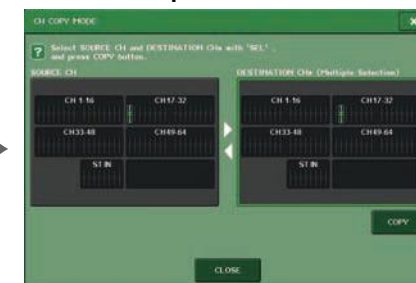 CH COPY MODE
×
? Select SOURCE CH and DESTINATION CHs with 'SEL' ,
and press COPY button.
SOURCE CH
DESTINATION CHs (Multiple Selection)
CH 1-16 CH17-32
CH33-48 CH49-64
ST IN
CH 1-16 CH17-32
CH33-48 CH49-64
ST IN
COPY
CLOSE